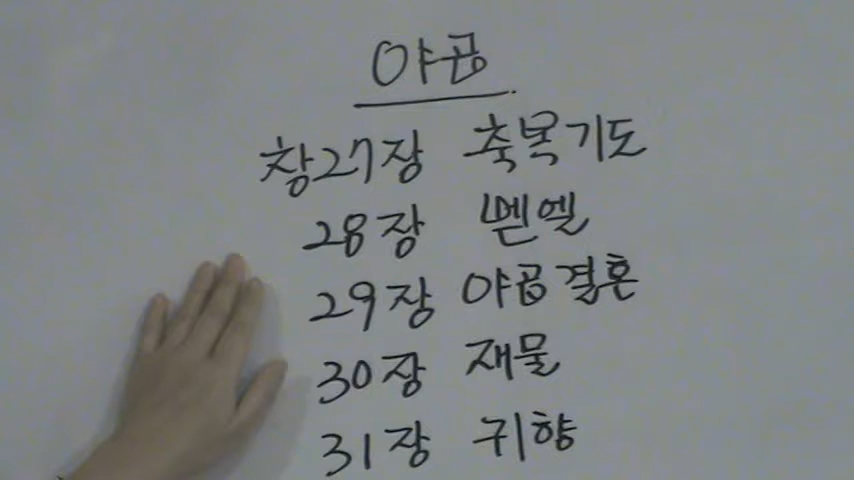 야곱
창27장 축복기도
28장 벧엘
29장 야곱결혼
30장 재물
31장 귀향